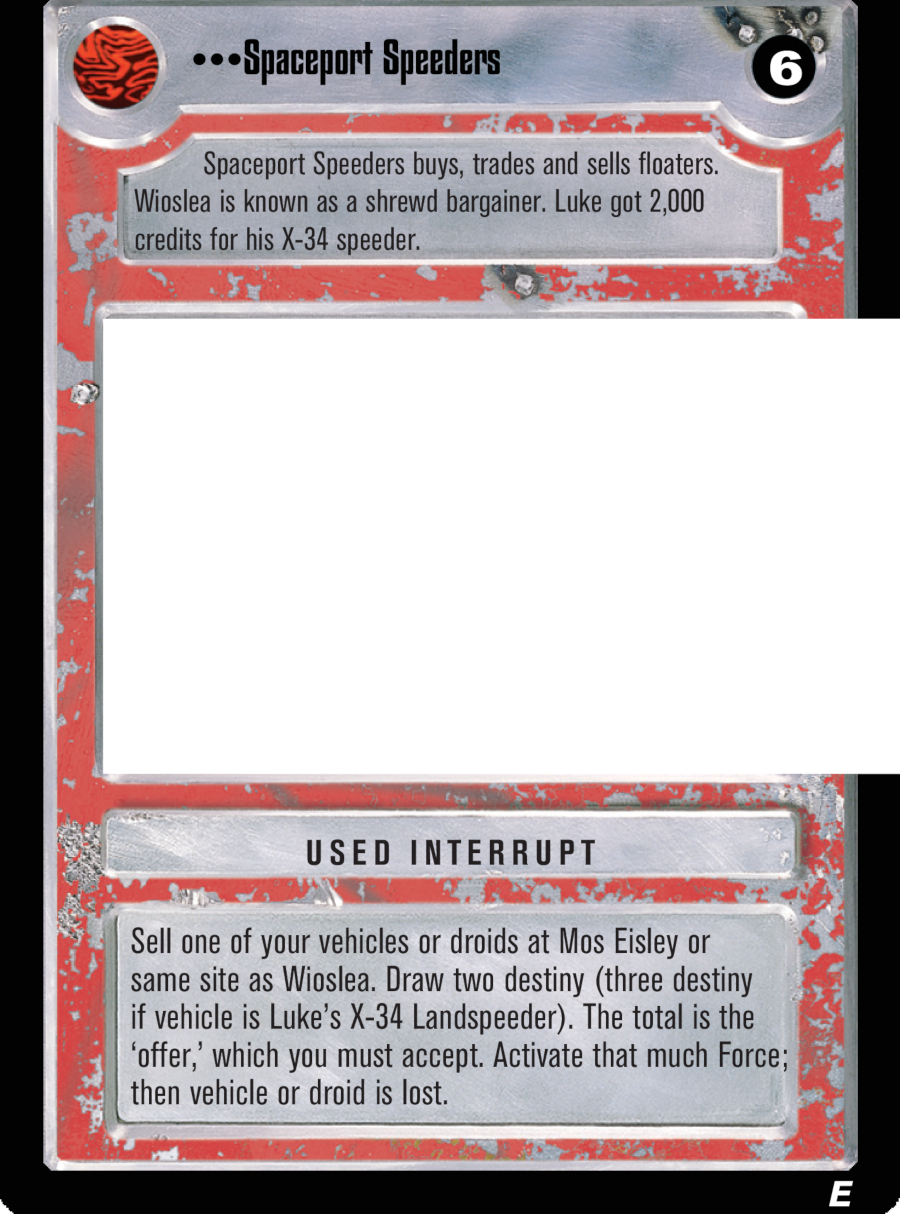 •••Spaceport Speeders
6
Spaceport Speeders buys, trades and sells floaters.
Wioslea is known as a shrewd bargainer. Luke got 2,000
credits for his X-34 speeder.
USED INTERRUPT
Sell one of your vehicles or droids at Mos Eisley or
same site as Wioslea. Draw two destiny (three destiny
if vehicle is Luke's X-34 Landspeeder). The total is the
‘offer,’ which you must accept. Activate that much Force;
then vehicle or droid is lost.
E